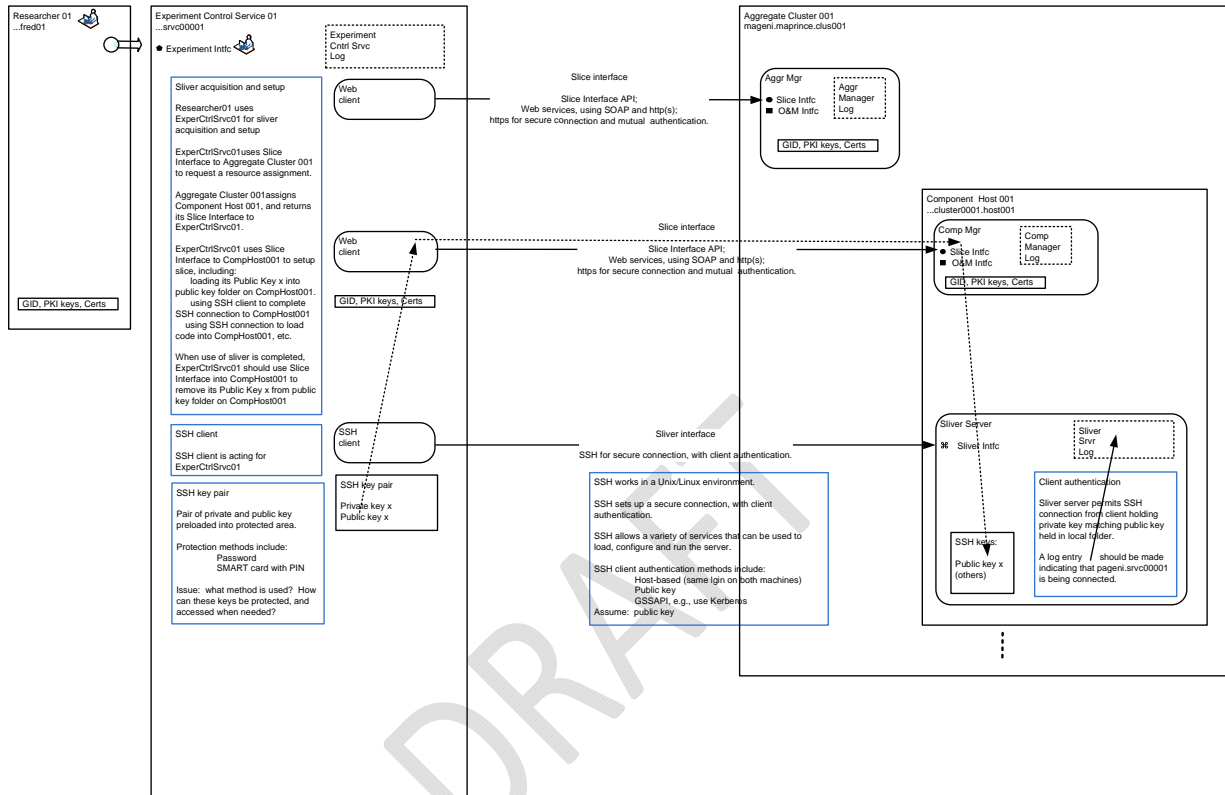 Researcher 01
...fred01
GID, PKI keys, Certs
Experiment Control Service 01
...srvc00001
Experiment Intfc
Experiment
Cntrl Srvc
Log
Sliver acquisition and setup
Researcher01 uses
ExperCtrlSrvc01 for sliver
acquisition and setup
ExperCtrlSrvc01uses Slice
Interface to Aggregate Cluster 001
to request a resource assignment.
Aggregate Cluster 001assigns
Component Host 001, and returns
its Slice Interface to
ExperCtrlSrvc01.
ExperCtrlSrvc01 uses Slice
Interface to CompHost001 to setup
slice, including:
loading its Public Key x into
public key folder on CompHost001.
using SSH client to complete
SSH connection to CompHost001
using SSH connection to load
code into CompHost001, etc.
When use of sliver is completed,
ExperCtrlSrvc01 should use Slice
Interface into CompHost001 to
remove its Public Key x from public
key folder on CompHost001
SSH client
SSH client is acting for
ExperCtrlSrvc01
SSH key pair
Pair of private and public key
preloaded into protected area.
Protection methods include:
Password
SMART card with PIN
Issue: what method is used? How
can these keys be protected, and
accessed when needed?
Web
client
Web
client
GID, PKI keys, Certs
SSH
client
SSH key pair
Private key x
Public key x
Slice interface
Slice Interface API;
Web services, using SOAP and http(s);
https for secure connection and mutual authentication.
Slice interface
Slice Interface API;
Web services, using SOAP and http(s);
https for secure connection and mutual authentication.
Sliver interface
SSH for secure connection, with client authentication.
SSH works in a Unix/Linux environment.
SSH sets up a secure connection, with client
authentication.
SSH allows a variety of services that can be used to
load, configure and run the server.
SSH client authentication methods include:
Host-based (same lgin on both machines)
Public key
GSSAPI, e.g., use Kerberos
Assume: public key
Aggregate Cluster 001
mageni.maprince.clus001
Aggr Mgr
Slice Intfc
O&M Intfc
Aggr
Manager
Log
GID, PKI keys, Certs
Component Host 001
...cluster0001.host001
Comp Mgr
Slice Intfc
O&M Intfc
Comp
Manager
Log
GID, PKI keys, Certs
Sliver Server
⌘ Sliver Intfc
Sliver
Srvr
Log
SSH keys:
Public key x
(others)
Client authentication
Sliver server permits SSH
connection from client holding
private key matching public key
held in local folder.
A log entry should be made
indicating that pageni.srvc00001
is being connected.
DRAFT